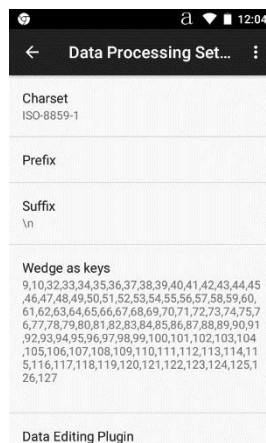 a 12:04
Data Processing Set...
Charset
ISO-8859-1
Prefix
Suffix
\n
Wedge as keys
9,10,32,33,34,35,36,37,38,39,40,41,42,43,44,45
,46,47,48,49,50,51,52,53,54,55,56,57,58,59,60,
61,62,63,64,65,66,67,68,69,70,71,72,73,74,75,7
6,77,78,79,80,81,82,83,84,85,86,87,88,89,90,91
,92,93,94,95,96,97,98,99,100,101,102,103,104
,105,106,107,108,109,110,111,112,113,114,11
5,116,117,118,119,120,121,122,123,124,125,1
26,127
Data Editing Plugin